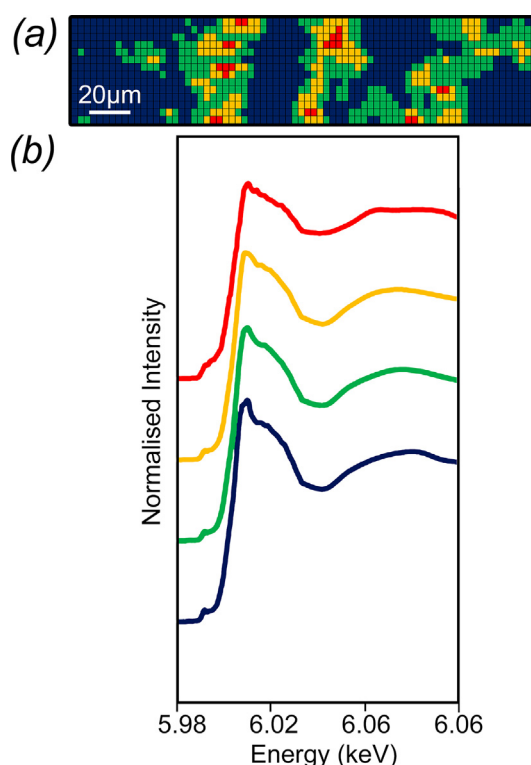 (a)
20μm
(b)
Normalised Intensity
5.98 6.02 6.06 6.06
Energy (keV)